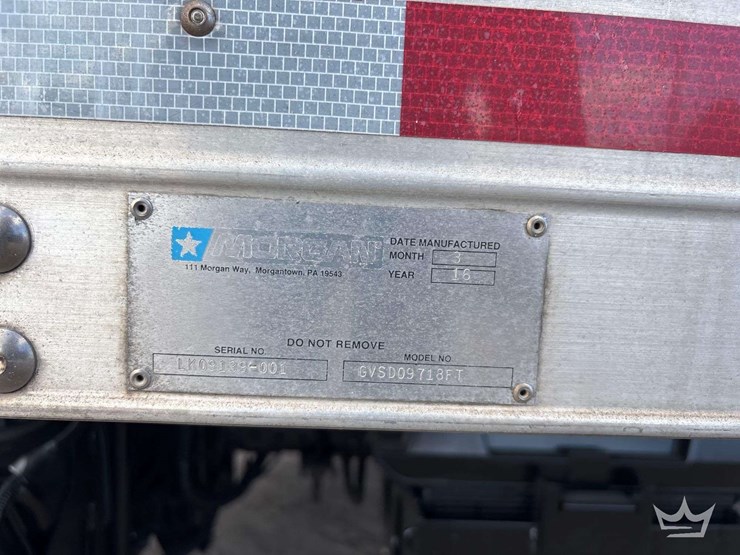 MORGAN
111 Morgan Way, Morgantown, PA 19543
DATE MANUFACTURED
MONTH 3
YEAR 16
DO NOT REMOVE
SERIAL NO.
MODEL NO.
GVSD09718FT